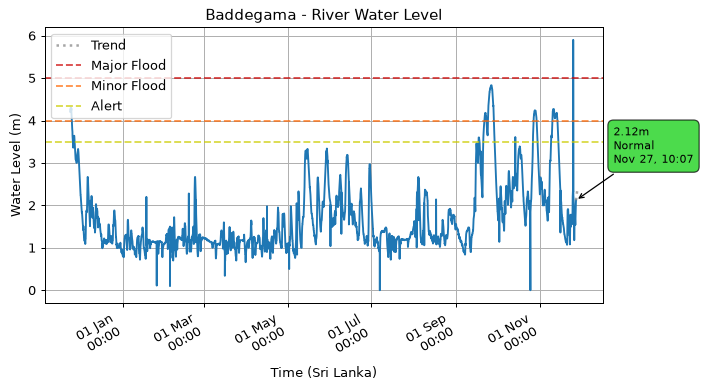 Baddegama - River Water Level
Trend
Major Flood
Minor Flood
Alert
6
5
4
3
2
1
0
Water Level (m)
2.12m
Normal
Nov 27, 10:07
01 Jan
00:00
01 Mar
00:00
01 May
00:00
01 Jul
00:00
01 Sep
00:00
01 Nov
00:00
Time (Sri Lanka)